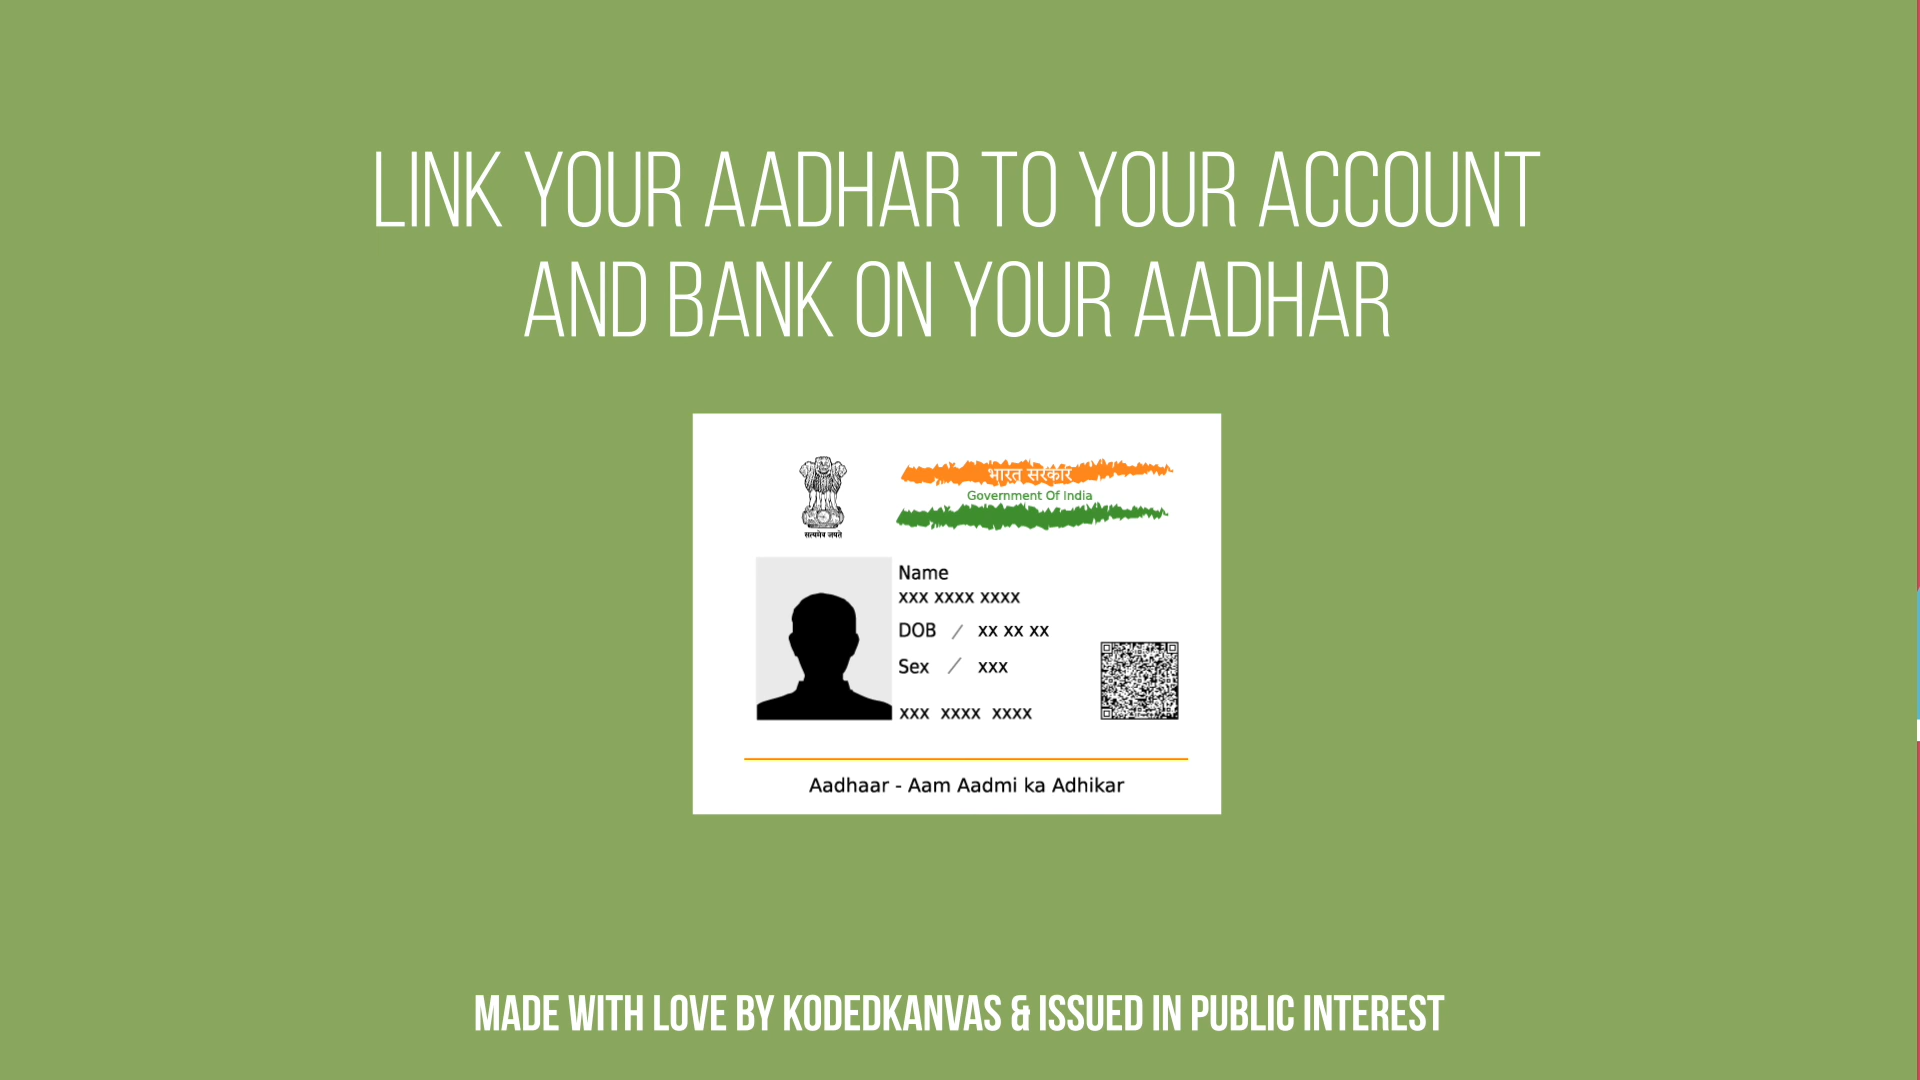 LINK YOUR AADHAR TO YOUR ACCOUNT
AND BANK ON YOUR AADHAR
सत्यमेव जयते
भारत सरकार
Government Of India
Name
xxx xxxx xxxx
DOB / xx xx xx
Sex / xxx
xxx xxxx xxxx
Aadhaar - Aam Aadmi ka Adhikar
MADE WITH LOVE BY KODEDKANVAS & ISSUED IN PUBLIC INTEREST